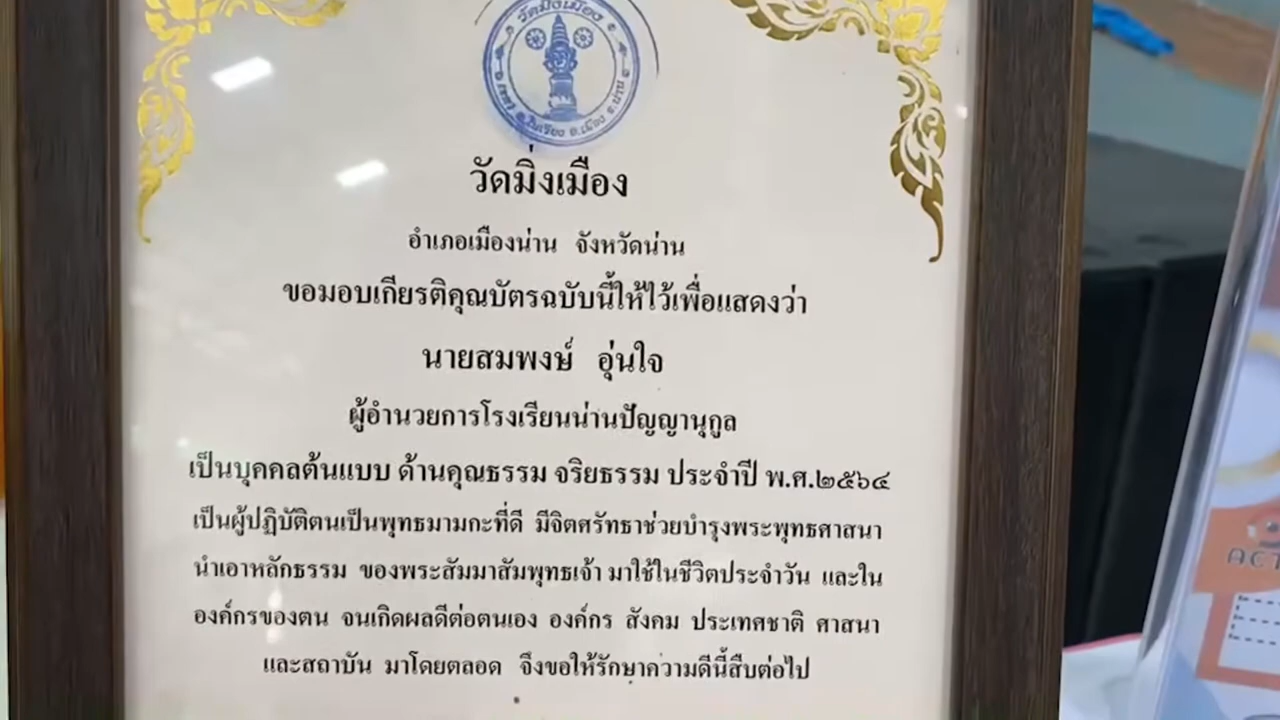 วัดมิ่งเมือง
วัดมิ่งเมือง
อำเภอเมืองน่าน จังหวัดน่าน
ขอมอบเกียรติคุณบัตรฉบับนี้ให้ไว้เพื่อแสดงว่า
นายสมพงษ์ อุ่นใจ
ผู้อำนวยการโรงเรียนน่านปัญญานุกูล
เป็นบุคคลต้นแบบ ด้านคุณธรรม จริยธรรม ประจำปี พ.ศ.๒๕๖๔
เป็นผู้ปฏิบัติตนเป็นพุทธมามกะที่ดี มีจิตศรัทธาช่วยบำรุงพระพุทธศาสนา
นำเอาหลักธรรม ของพระสัมมาสัมพุทธเจ้า มาใช้ในชีวิตประจำวัน และใน
องค์กรของตน จนเกิดผลดีต่อตนเอง องค์กร สังคม ประเทศชาติ ศาสนา
และสถาบัน มาโดยตลอด จึงขอให้รักษาความดีนี้สืบต่อไป